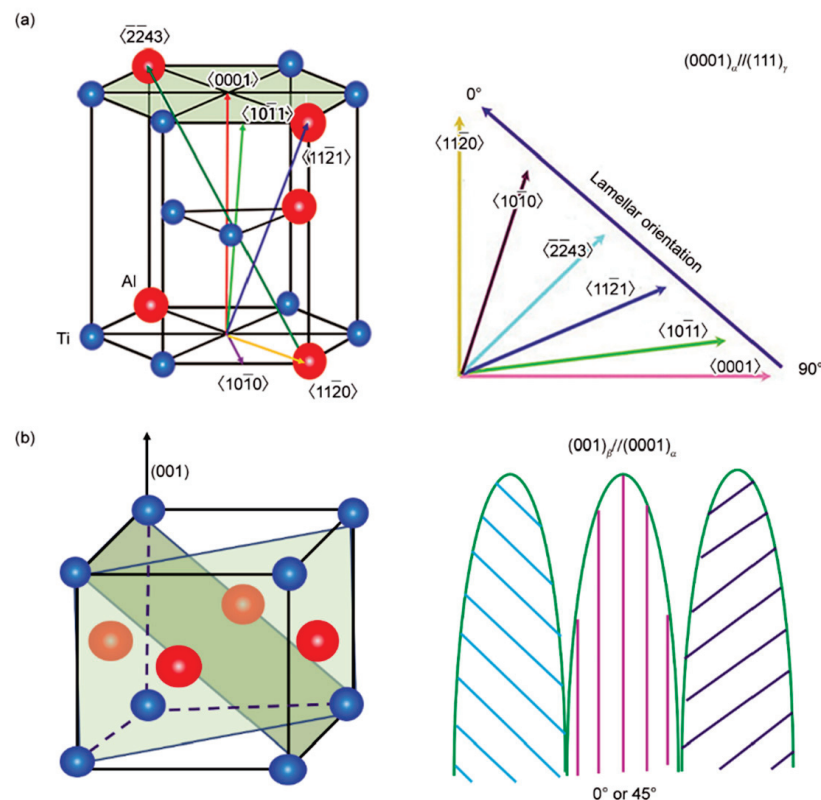 (a)
⟨2̅2̅43⟩
⟨0001⟩
⟨101̅1⟩
⟨112̅1⟩
Al
Ti
⟨101̅0⟩
⟨112̅0⟩
(0001)α//(111)γ
0°
⟨112̅0⟩
⟨101̅0⟩
Lamellar orientation
⟨2̅2̅43⟩
⟨112̅1⟩
⟨101̅1⟩
⟨0001⟩
90°
(b)
(001)
(001)β//(0001)α
0° or 45°